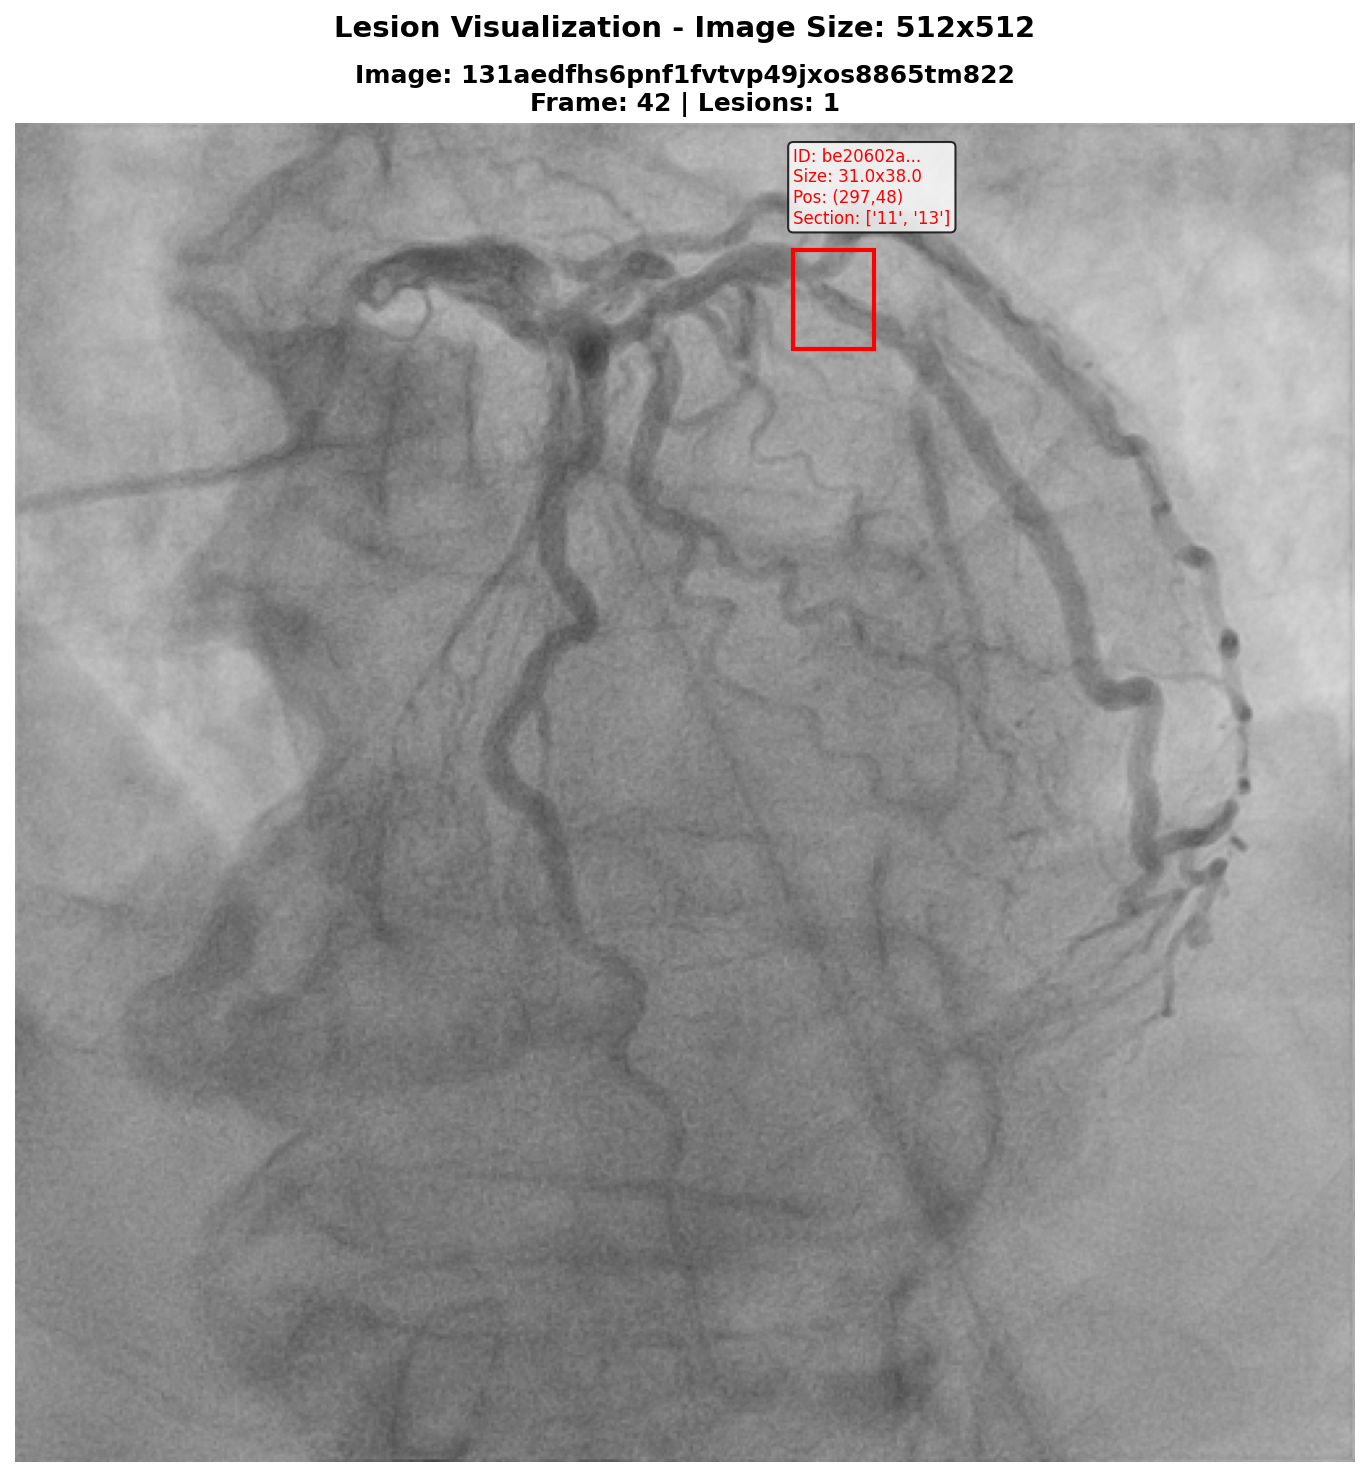 Lesion Visualization - Image Size: 512x512
Image: 131aedfhs6pnf1fvtvp49jxos8865tm822
Frame: 42 | Lesions: 1
ID: be20602a...
Size: 31.0x38.0
Pos: (297,48)
Section: ['11', '13']